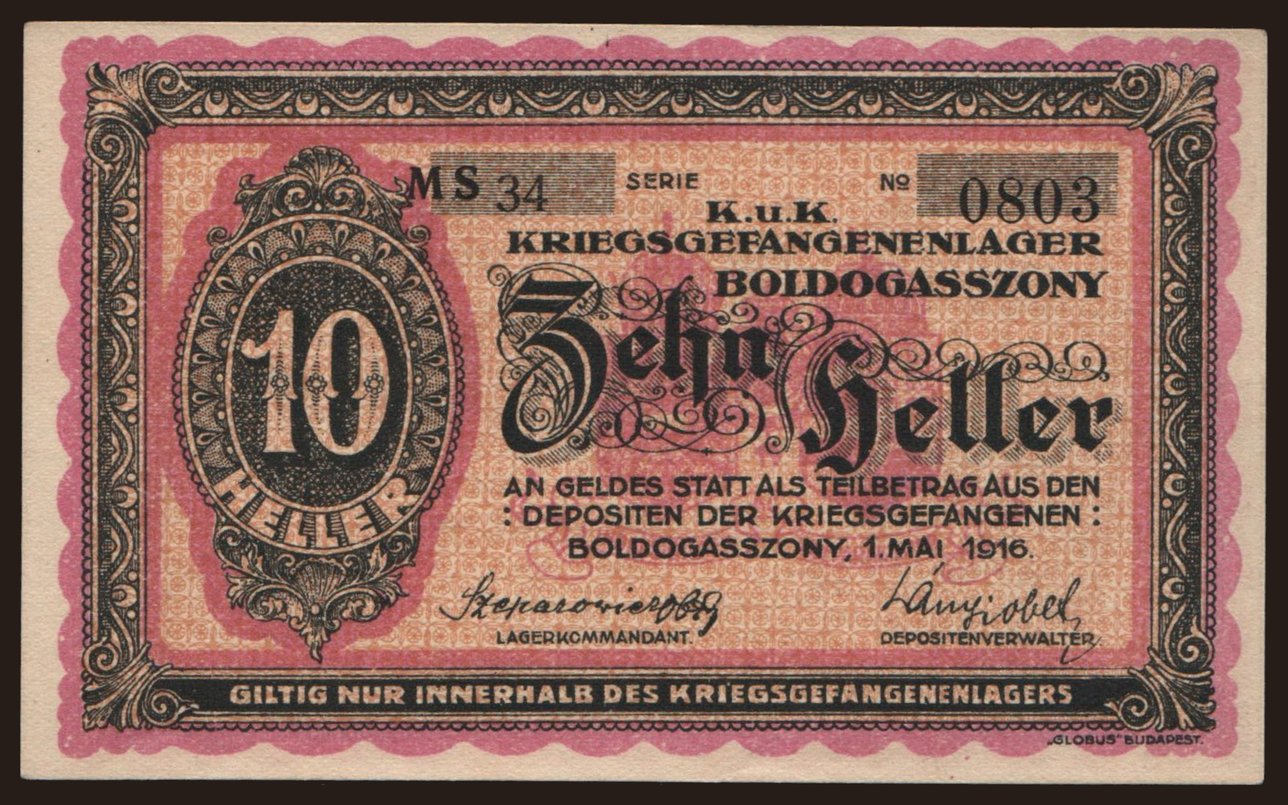 MS 34 SERIE № 0803
K.u.K.
KRIEGSGEFANGENENLAGER
BOLDOGASSZONY
10
HELLER
Zehn Heller
AN GELDES STATT ALS TEILBETRAG AUS DEN
: DEPOSITEN DER KRIEGSGEFANGENEN :
BOLDOGASSZONY, 1. MAI 1916.
LAGERKOMMANDANT.
DEPOSITENVERWALTER.
GILTIG NUR INNERHALB DES KRIEGSGEFANGENENLAGERS
„GLOBUS" BUDAPEST.